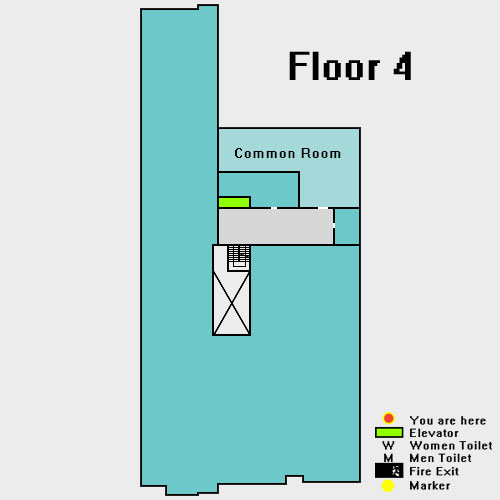 Floor 4
Common Room
You are here
Elevator
W Women Toilet
M Men Toilet
Fire Exit
Marker